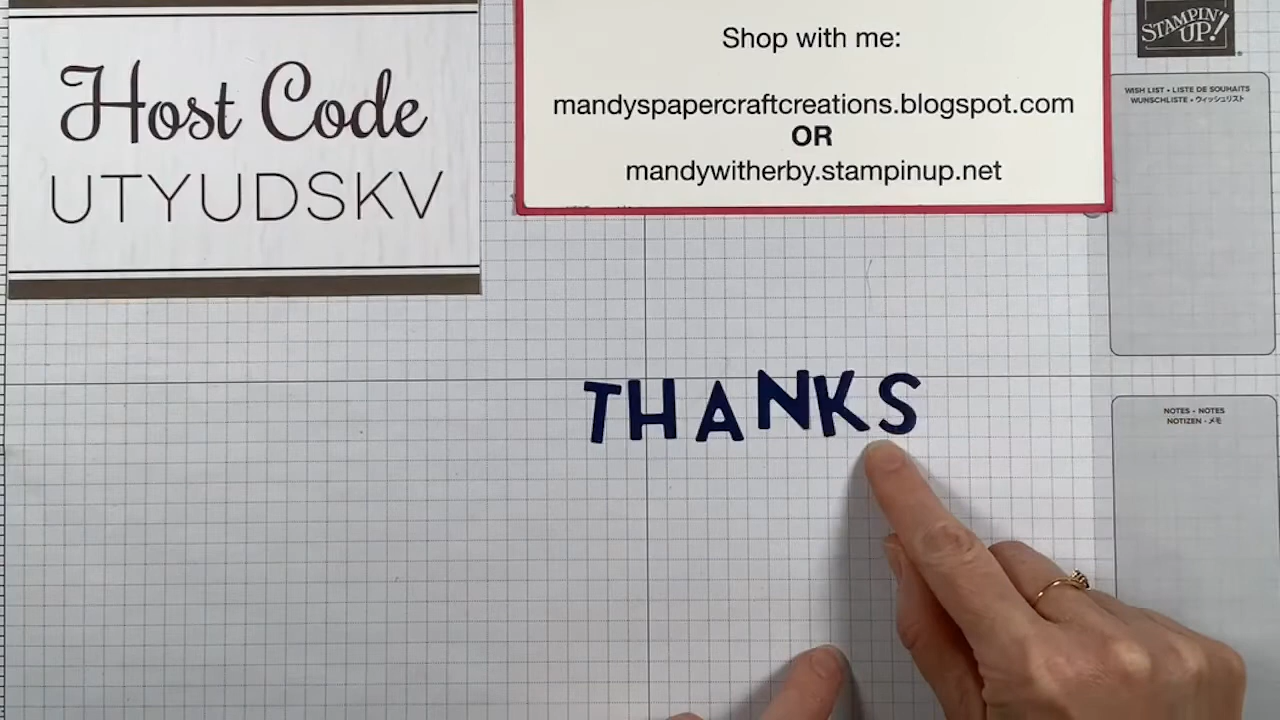 Host Code
UTYUDSKV
Shop with me:
mandyspapercraftcreations.blogspot.com
OR
mandywitherby.stampinup.net
STAMPIN' UP!
WISH LIST • LISTE DE SOUHAITS
WUNSCHLISTE • ウィッシュリスト
THANKS
NOTES • NOTES
NOTIZEN • メモ